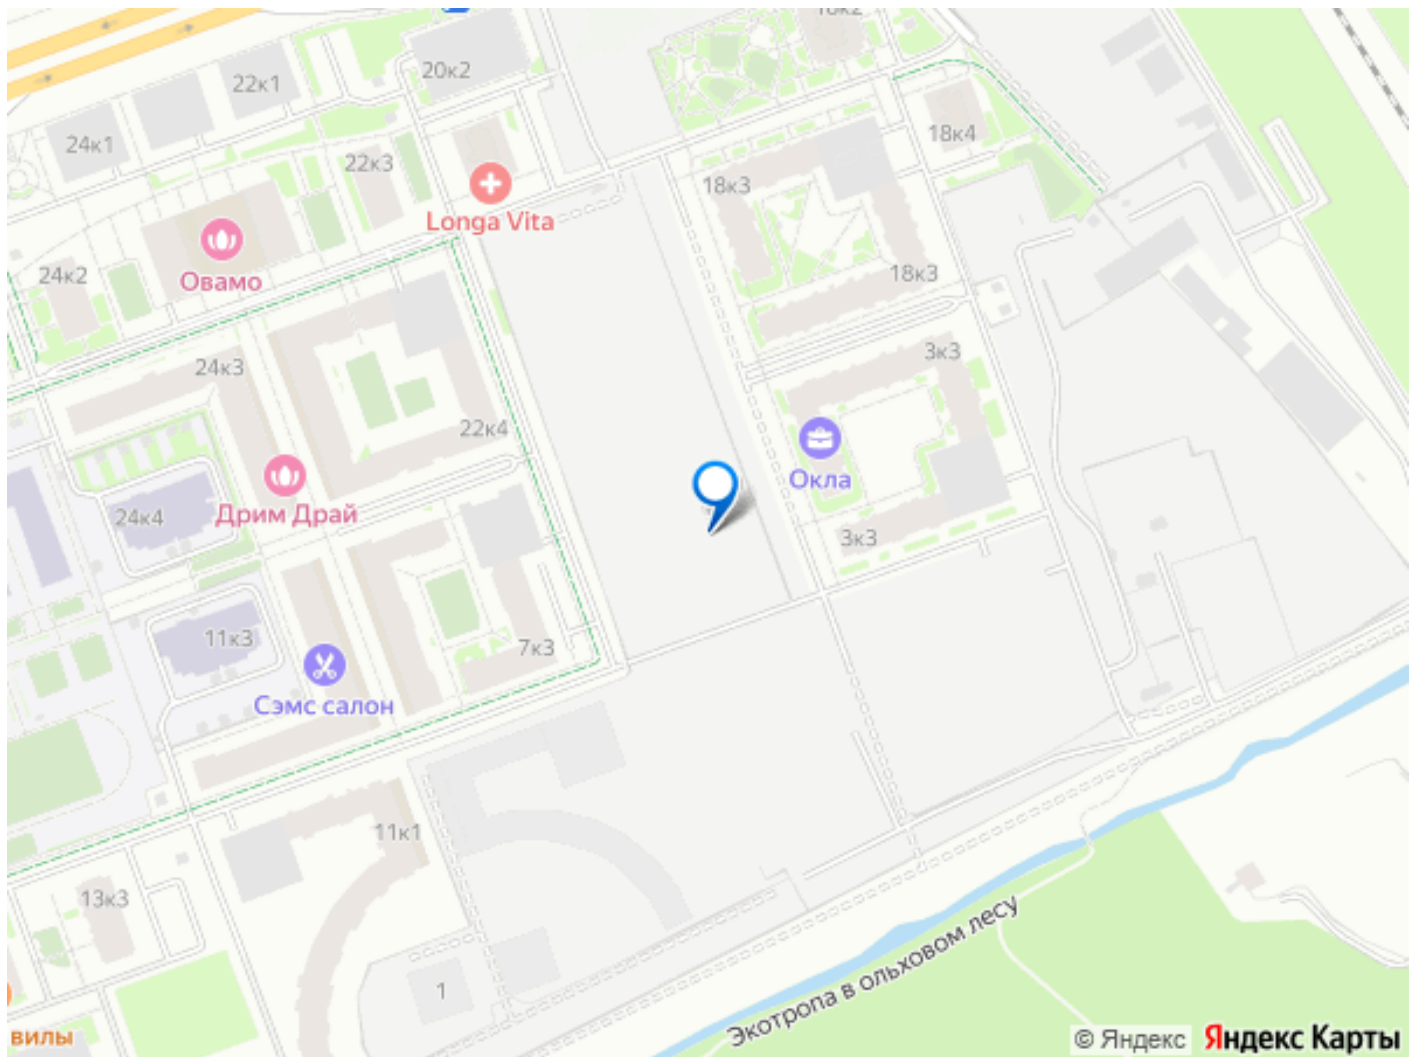 18к2
20к2
22к1
24к1
18к4
22к3
18к3
Longa Vita
24к2
Овамо
18к3
3к3
24к3
22к4
Окла
Дрим Драй
24к4
3к3
11к3
7к3
Сэмс салон
11к1
13к3
Экотропа в ольховом лесу
1
вилы
© Яндекс Яндекс Карты